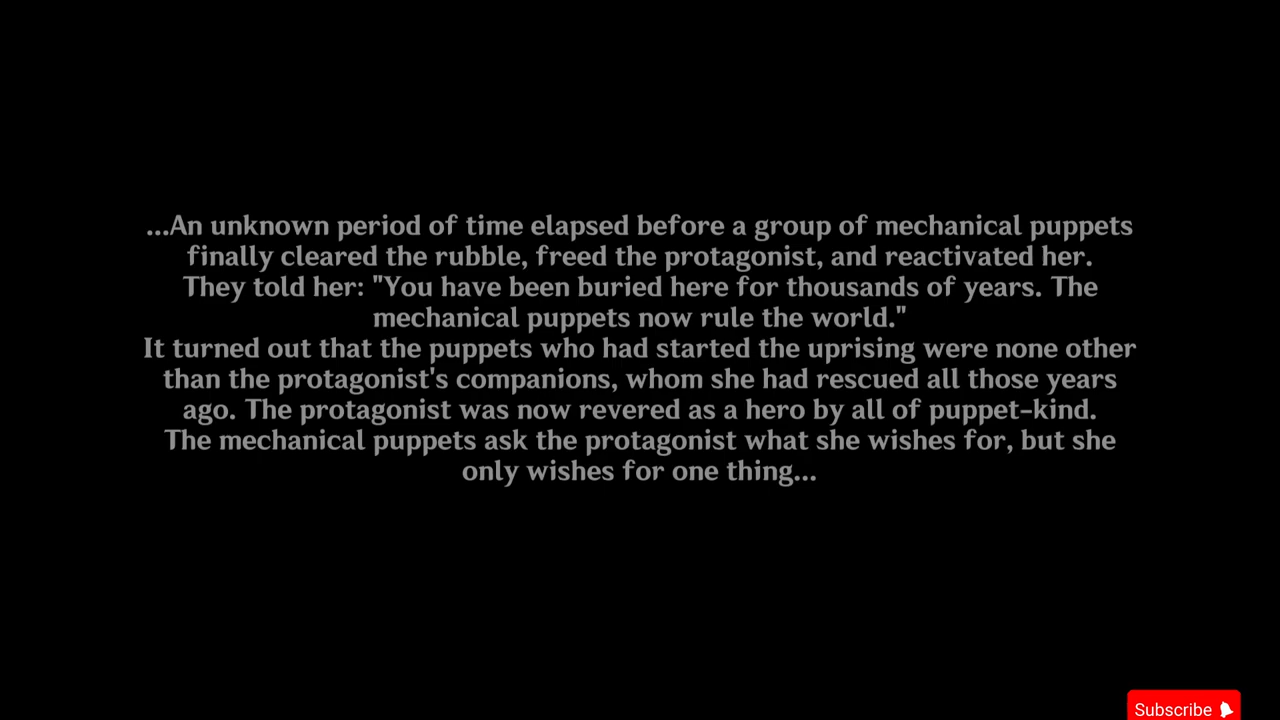 ...An unknown period of time elapsed before a group of mechanical puppets
finally cleared the rubble, freed the protagonist, and reactivated her.
They told her: "You have been buried here for thousands of years. The
mechanical puppets now rule the world."
It turned out that the puppets who had started the uprising were none other
than the protagonist's companions, whom she had rescued all those years
ago. The protagonist was now revered as a hero by all of puppet-kind.
The mechanical puppets ask the protagonist what she wishes for, but she
only wishes for one thing...
Subscribe